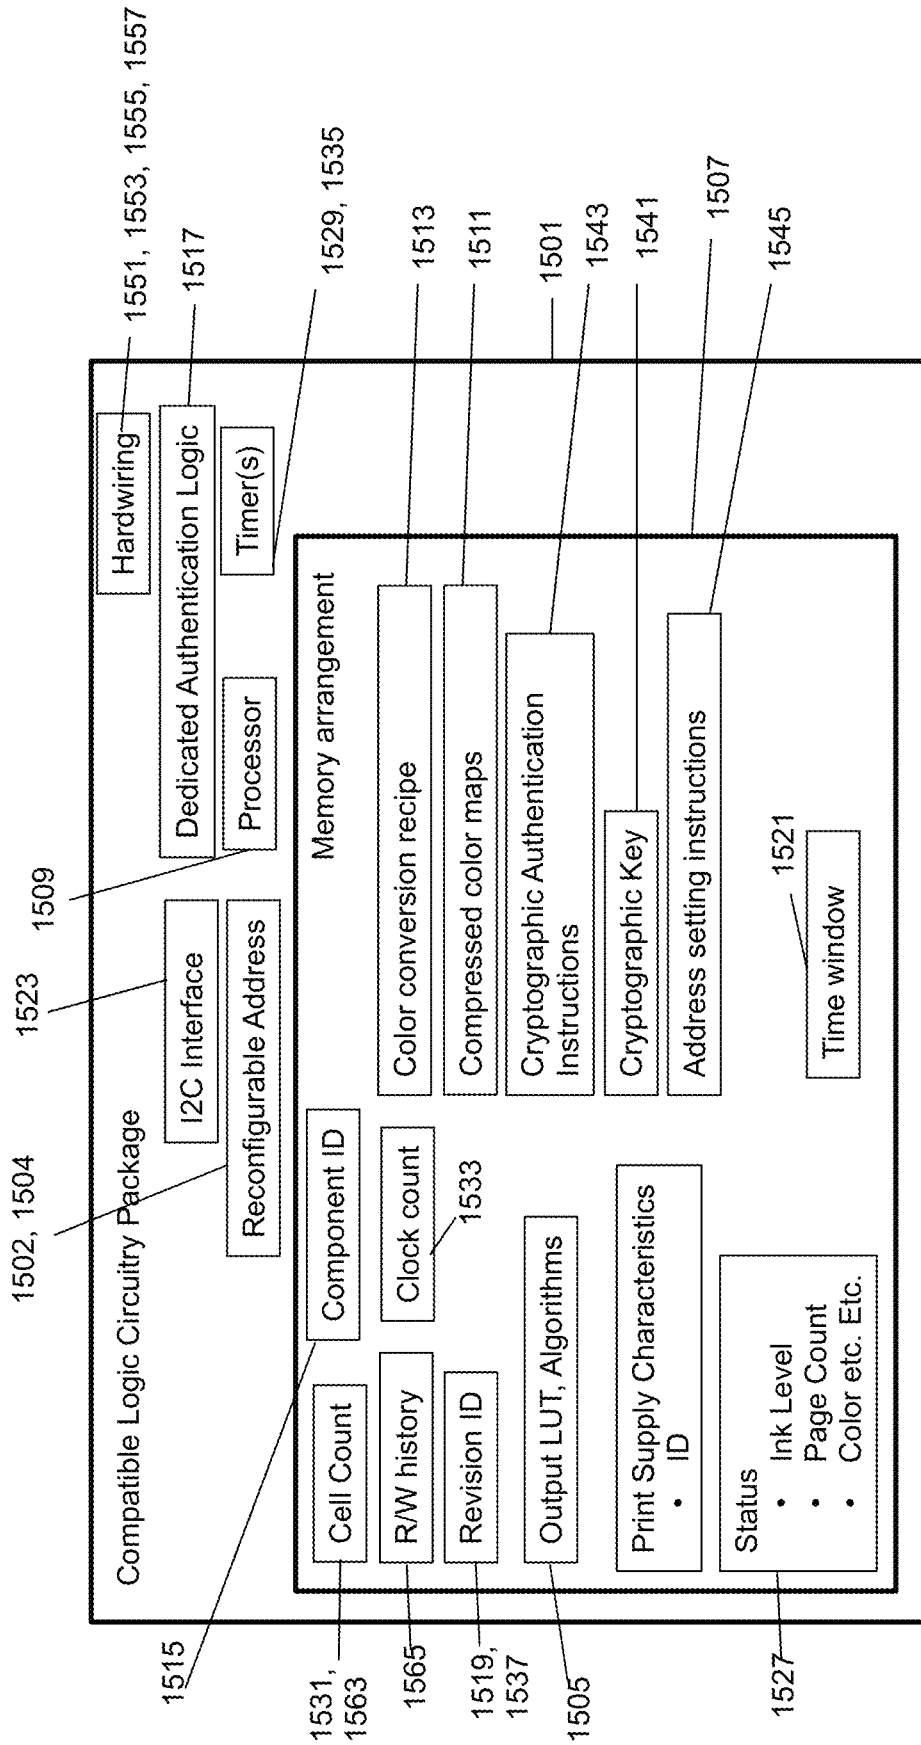 1502, 1504
1523
1509
Compatible Logic Circuitry Package
Hardwiring
1551, 1553, 1555, 1557
I2C Interface
Dedicated Authentication Logic
1517
Reconfigurable Address
Processor
Timer(s)
1529, 1535
1515
1531,
1563
Cell Count
Component ID
Memory arrangement
1565
R/W history
Clock count
1533
Color conversion recipe
1513
1519,
1537
Revision ID
Compressed color maps
1511
1505
Output LUT, Algorithms
Cryptographic Authentication
Instructions
1501
1543
Cryptographic Key
1541
Print Supply Characteristics
• ID
Address setting instructions
1507
1545
1527
Status
• Ink Level
• Page Count
• Color etc. Etc.
Time window
1521